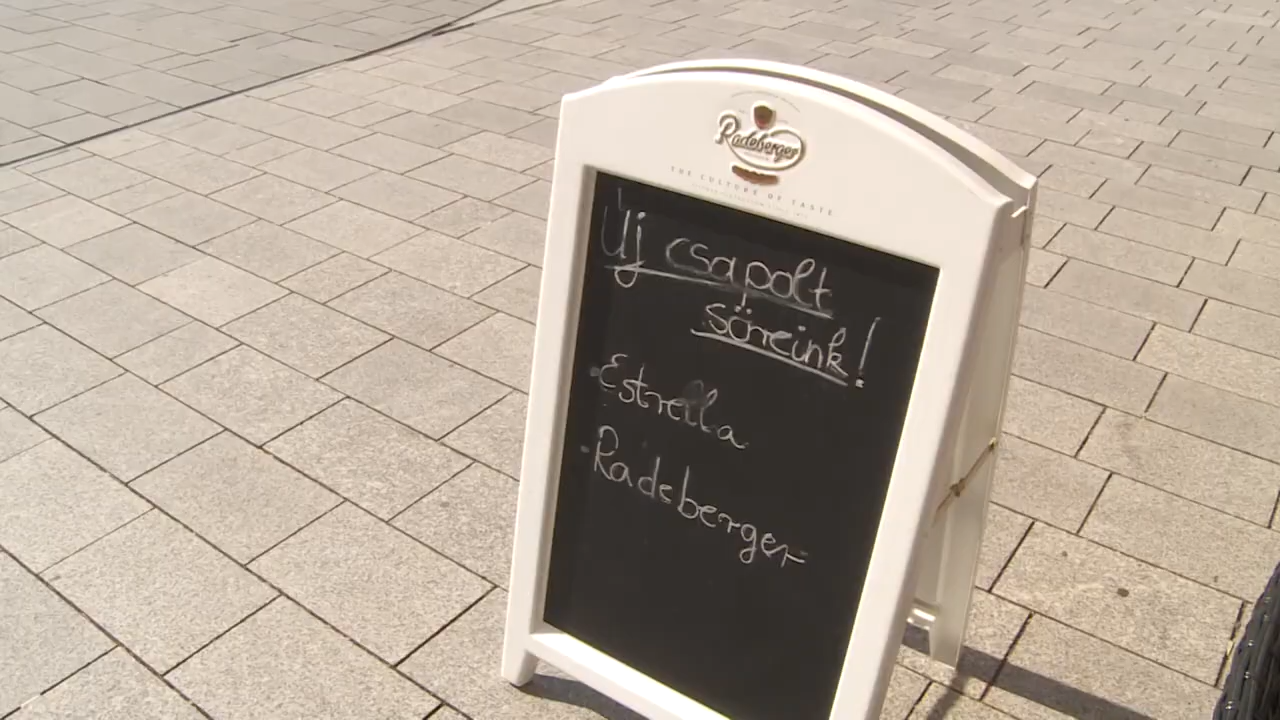 Radeberger
THE CULTURE OF TASTE
Új csapolt
söreink!
-Estrella
-Radeberger